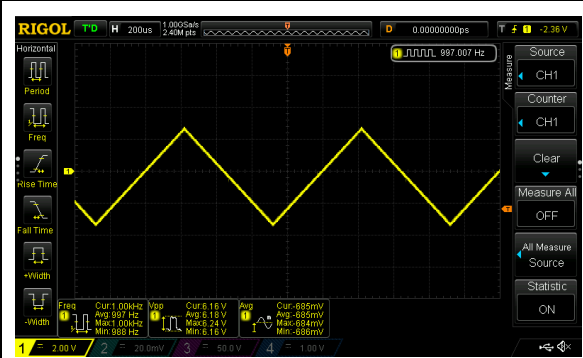 RIGOL T'D H 200us 1.00GSa/s 2.40M pts D 0.00000000ps T 1 -2.36 V
Horizontal
Period
Freq
Rise Time
Fall Time
+Width
-Width
1 997.007 Hz
T
1
T
Measure
Source
CH1
Counter
CH1
Clear
Measure All
OFF
All Measure
Source
Statistic
ON
Freq Cur:1.00kHz Vpp Cur:6.16 V Avg Cur:-685mV
Avg:997 Hz Avg:6.18 V Avg:-685mV
Max:1.00kHz Max:6.24 V Max:-684mV
1 Min:988 Hz 1 Min:6.16 V 1 Min:-686mV
1 = 2.00 V 2 = 20.0mV 3 = 50.0 V 4 = 1.00 V